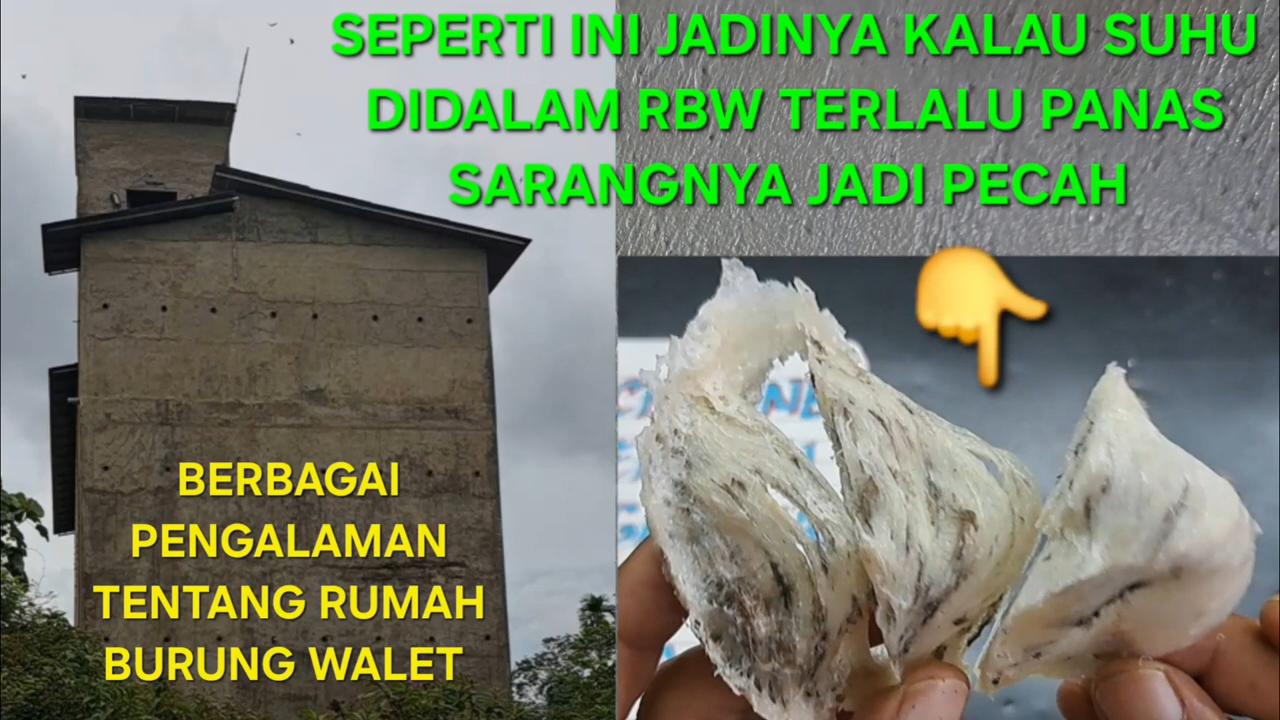 SEPERTI INI JADINYA KALAU SUHU
DIDALAM RBW TERLALU PANAS
SARANGNYA JADI PECAH
BERBAGAI
PENGALAMAN
TENTANG RUMAH
BURUNG WALET